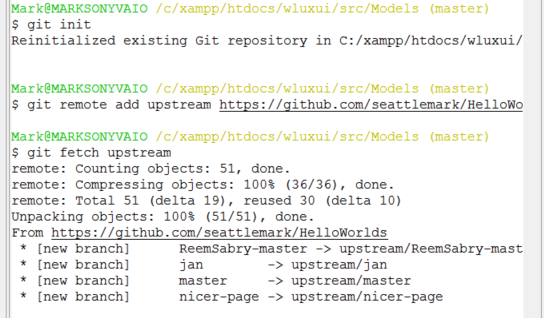 Mark@MARKSONYVAIO /c/xampp/htdocs/wluxui/src/Models (master)
$ git init
Reinitialized existing Git repository in C:/xampp/htdocs/wluxui/
Mark@MARKSONYVAIO /c/xampp/htdocs/wluxui/src/Models (master)
$ git remote add upstream https://github.com/seattlemark/HelloWo
Mark@MARKSONYVAIO /c/xampp/htdocs/wluxui/src/Models (master)
$ git fetch upstream
remote: Counting objects: 51, done.
remote: Compressing objects: 100% (36/36), done.
remote: Total 51 (delta 19), reused 30 (delta 10)
Unpacking objects: 100% (51/51), done.
From https://github.com/seattlemark/HelloWorlds
* [new branch] ReemSabry-master -> upstream/ReemSabry-mast
* [new branch] jan -> upstream/jan
* [new branch] master -> upstream/master
* [new branch] nicer-page -> upstream/nicer-page